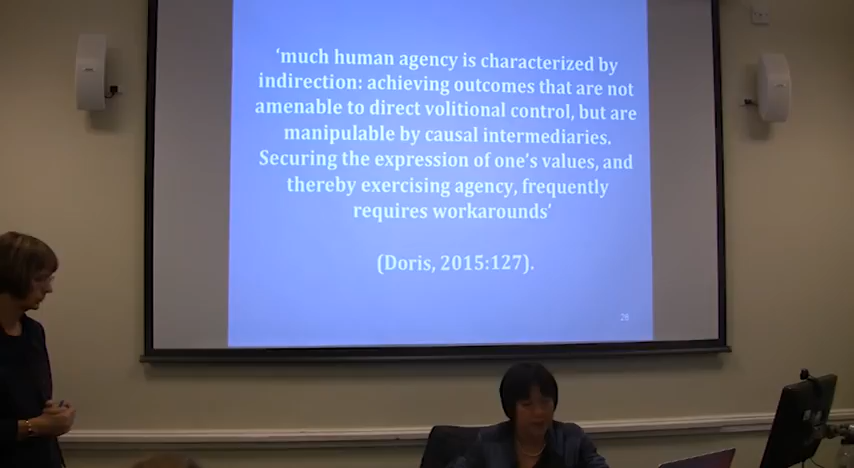 ‘much human agency is characterized by
indirection: achieving outcomes that are not
amenable to direct volitional control, but are
manipulable by causal intermediaries.
Securing the expression of one’s values, and
thereby exercising agency, frequently
requires workarounds’
(Doris, 2015:127).
26